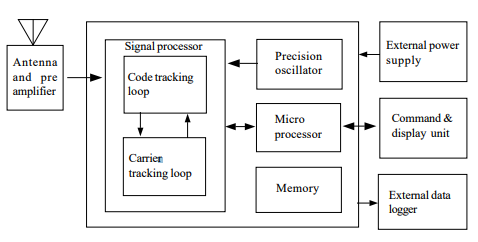 Antenna
and pre
amplifier
Signal processor
Code tracking
loop
Carrier
tracking loop
Precision
oscillator
Micro
processor
Memory
External power
supply
Command &
display unit
External data
logger